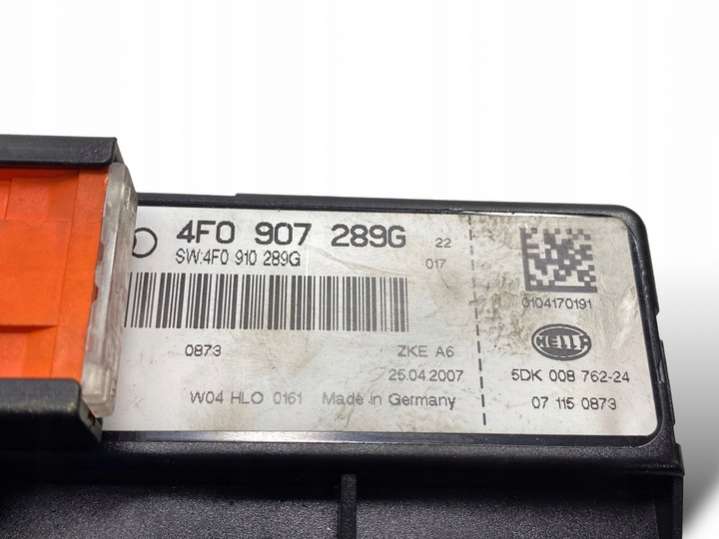 4F0 907 289G
22
SW:4F0 910 289G
017
0104170191
HELLA
0873
ZKE A6
25.04.2007
5DK 008 762-24
W04 HLO 0161
Made in Germany
07 115 0873